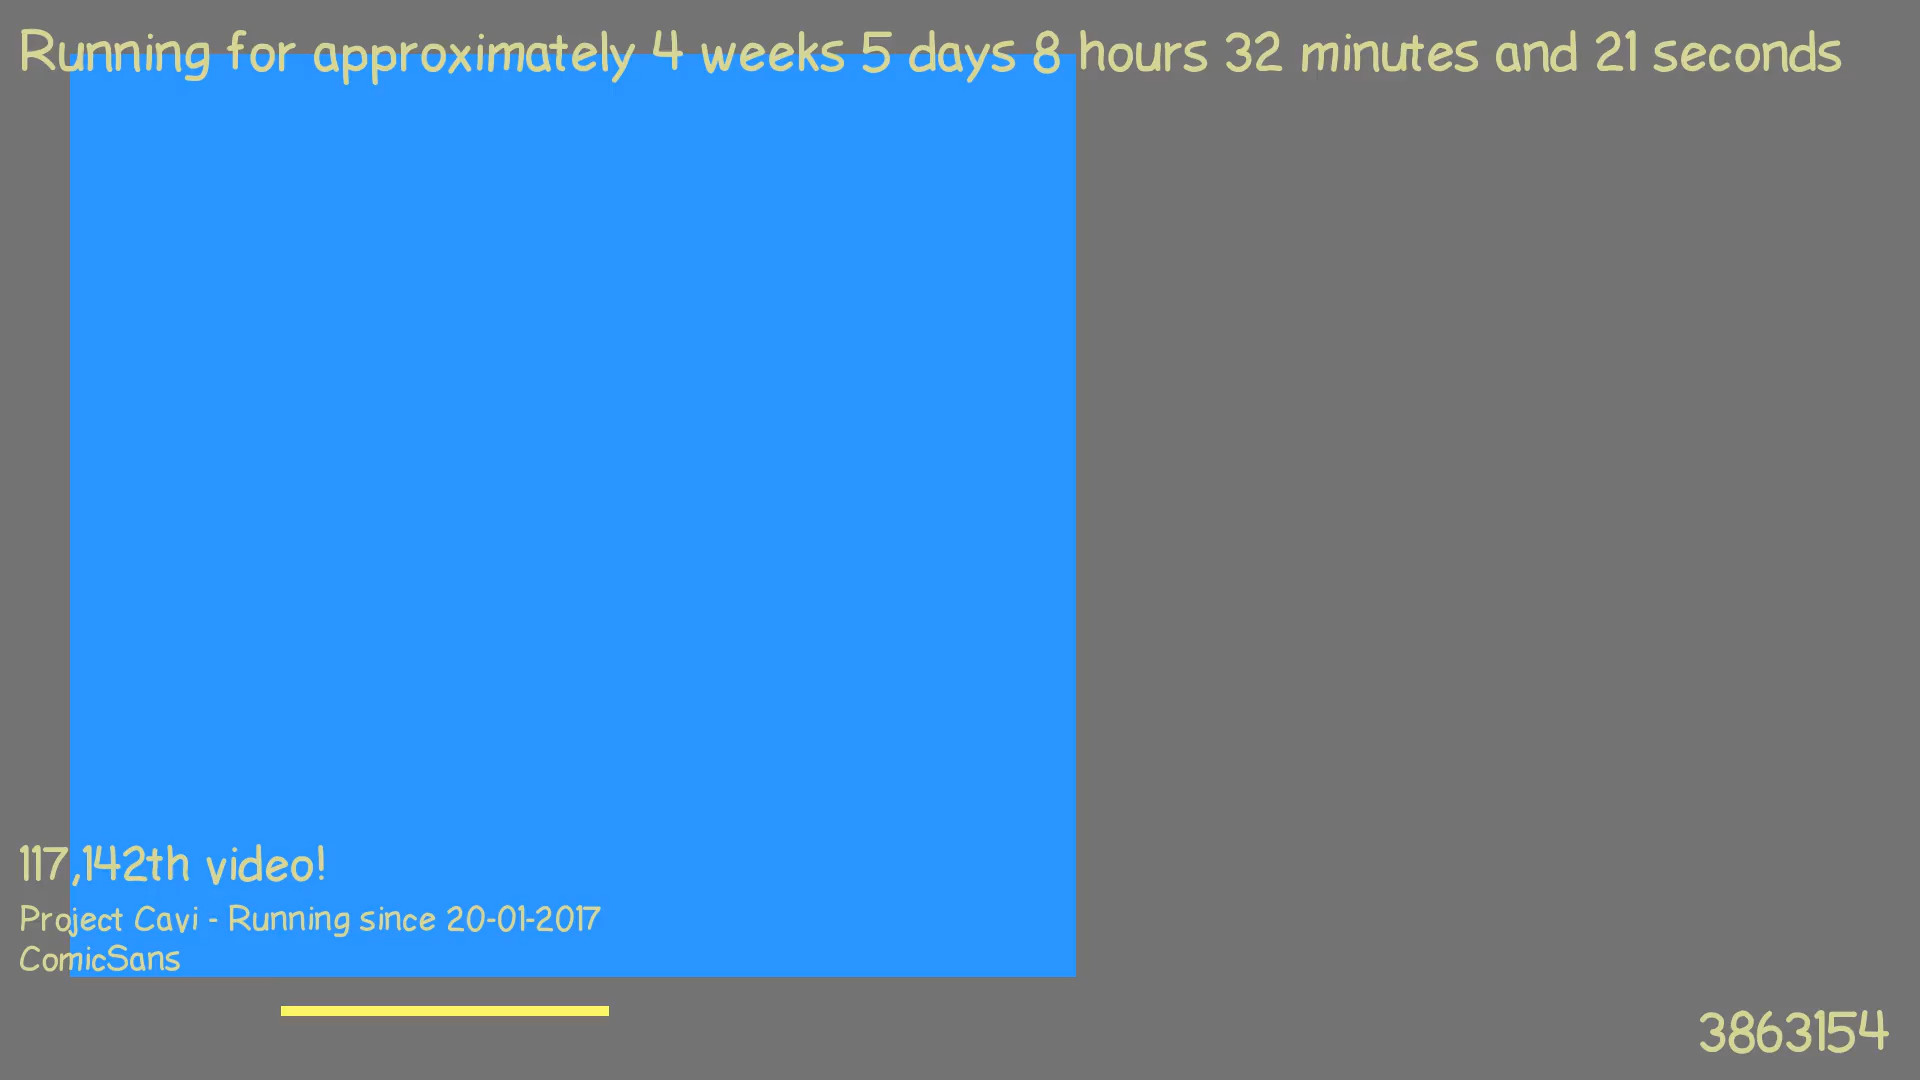 Running for approximately 4 weeks 5 days 8 hours 32 minutes and 21 seconds
117,142th video!
Project Cavi - Running since 20-01-2017
ComicSans
3863154